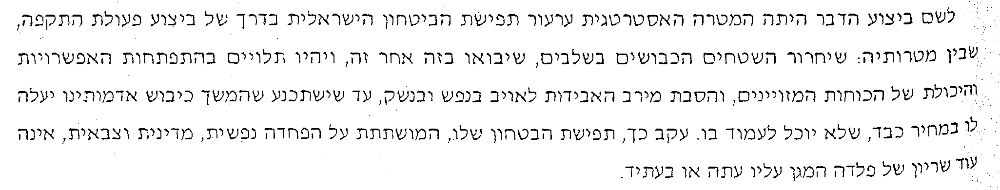 לשם ביצוע הדבר היתה המטרה האסטרטגית ערעור תפישת הביטחון הישראלית בדרך של ביצוע פעולת התקפה,
שבין מטרותיה: שיחרור השטחים הכבושים בשלבים, שיבואו בזה אחר זה, ויהיו תלויים בהתפתחות האפשרויות
והיכולת של הכוחות המזויינים, והסבת מירב האבידות לאויב בנפש ובנשק, עד שישתכנע שהמשך כיבוש אדמותינו יעלה
לו במחיר כבד, שלא יוכל לעמוד בו. עקב כך, תפישת הבטחון שלו, המושתתת על הפחדה נפשית, מדינית וצבאית, אינה
עוד שריון של פלדה המגן עליו עתה או בעתיד.